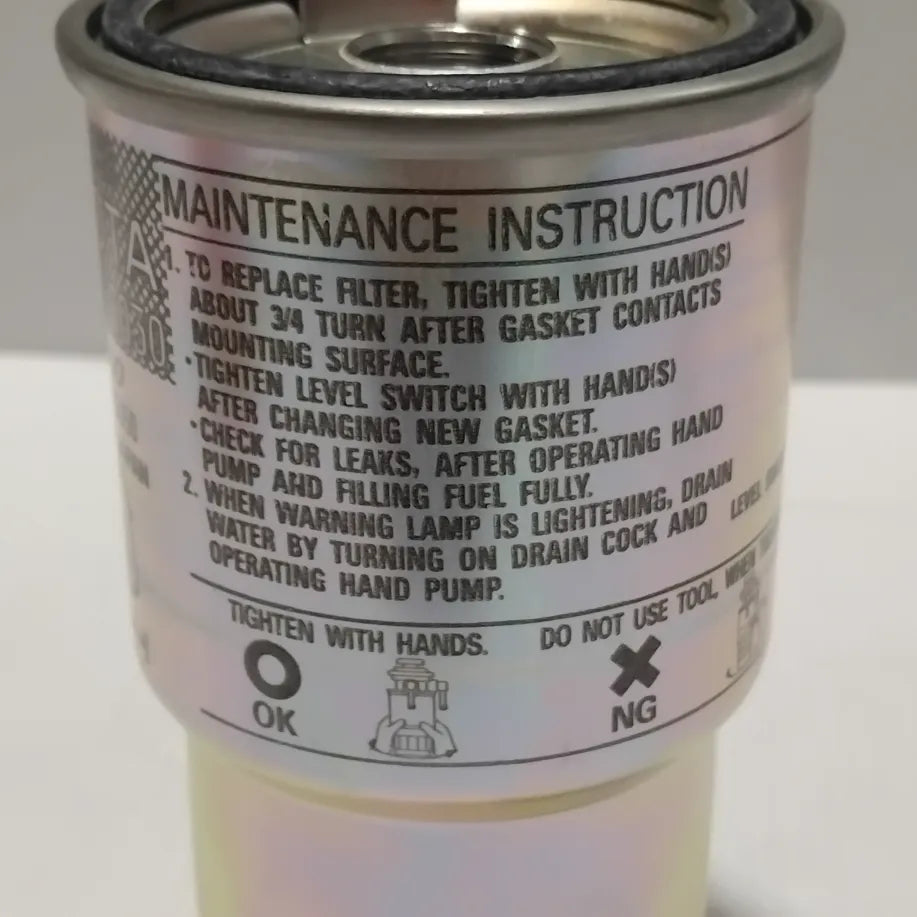 MAINTENANCE INSTRUCTION
1. TO REPLACE FILTER, TIGHTEN WITH HAND(S)
ABOUT 3/4 TURN AFTER GASKET CONTACTS
MOUNTING SURFACE.
·TIGHTEN LEVEL SWITCH WITH HAND(S)
AFTER CHANGING NEW GASKET.
·CHECK FOR LEAKS, AFTER OPERATING HAND
PUMP AND FILLING FUEL FULLY.
2. WHEN WARNING LAMP IS LIGHTENING, DRAIN
WATER BY TURNING ON DRAIN COCK AND
OPERATING HAND PUMP.
LEVEL
TIGHTEN WITH HANDS.
DO NOT USE TOOL, WHEN
OK
NG